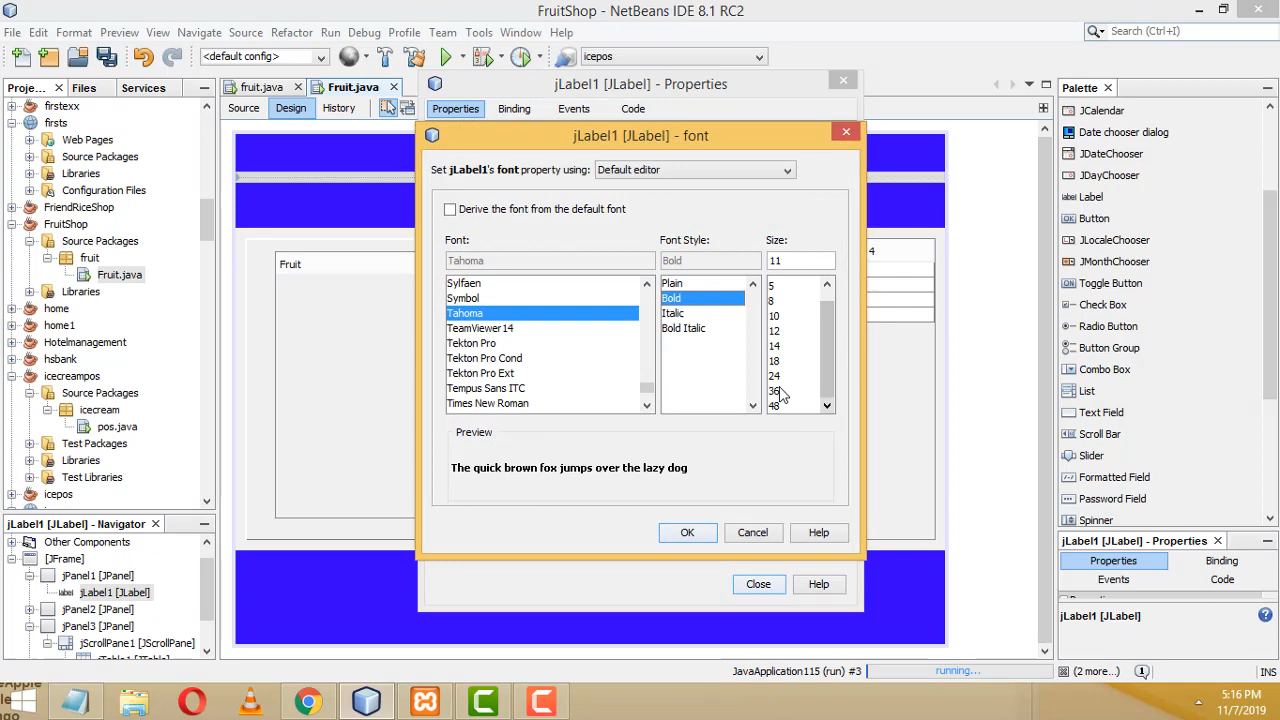 FruitShop - NetBeans IDE 8.1 RC2
File Edit Format Preview View Navigate Source Refactor Run Debug Profile Team Tools Window Help
Search (Ctrl+I)
<default config>
icepos
Proje...
Files
Services
firstexx
firsts
Web Pages
Source Packages
Libraries
Configuration Files
FriendRiceShop
FruitShop
Source Packages
fruit
Fruit.java
Libraries
home
home1
Hotelmanagement
hsbank
icecreampos
Source Packages
icecream
pos.java
Test Packages
Libraries
Test Libraries
icepos
jLabel1 [JLabel] - Navigator
Other Components
[JFrame]
jPanel1 [JPanel]
label jLabel1 [JLabel]
jPanel2 [JPanel]
jPanel3 [JPanel]
jScrollPane1 [JScrollPane]
jTable1 [JTable]
fruit.java
Fruit.java
Source Design History
Fruit
4
jLabel1 [JLabel] - Properties
Properties Binding Events Code
jLabel1 [JLabel] - font
Set jLabel1's font property using: Default editor
Derive the font from the default font
Font: Font Style: Size:
Tahoma Bold 11
Sylfaen
Symbol
Tahoma
TeamViewer14
Tekton Pro
Tekton Pro Cond
Tekton Pro Ext
Tempus Sans ITC
Times New Roman
Plain
Bold
Italic
Bold Italic
5
8
10
12
14
18
24
36
48
Preview
The quick brown fox jumps over the lazy dog
OK Cancel Help
Close Help
Palette
JCalendar
Date chooser dialog
JDateChooser
JDayChooser
label Label
OK Button
JLocaleChooser
JMonthChooser
Toggle Button
Check Box
Radio Button
Button Group
Combo Box
List
Text Field
Scroll Bar
Slider
Formatted Field
Password Field
Spinner
jLabel1 [JLabel] - Properties
Properties Binding
Events Code
jLabel1 [JLabel]
JavaApplication115 (run) #3
running...
(2 more...)
1
INS
5:16 PM
11/7/2019